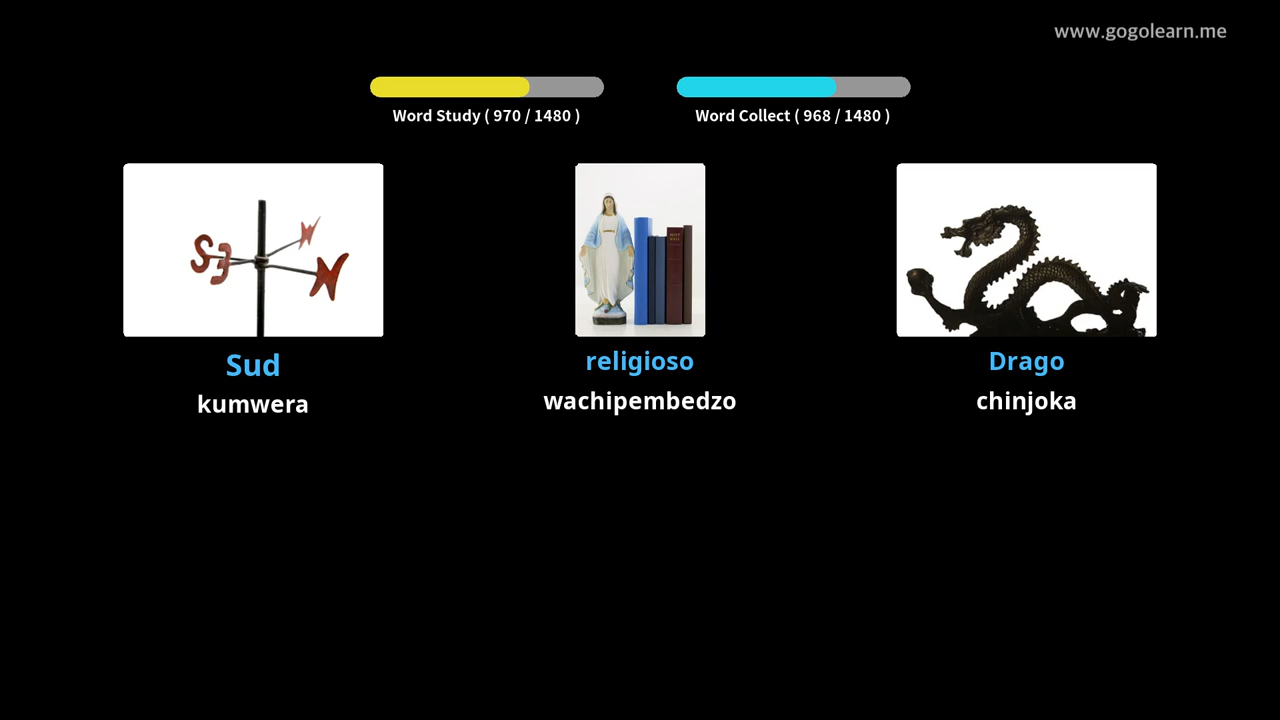 www.gogolearn.me
Word Study ( 970 / 1480 )
Word Collect ( 968 / 1480 )
S
E
W
N
Sud
religioso
Drago
kumwera
wachipembedzo
chinjoka